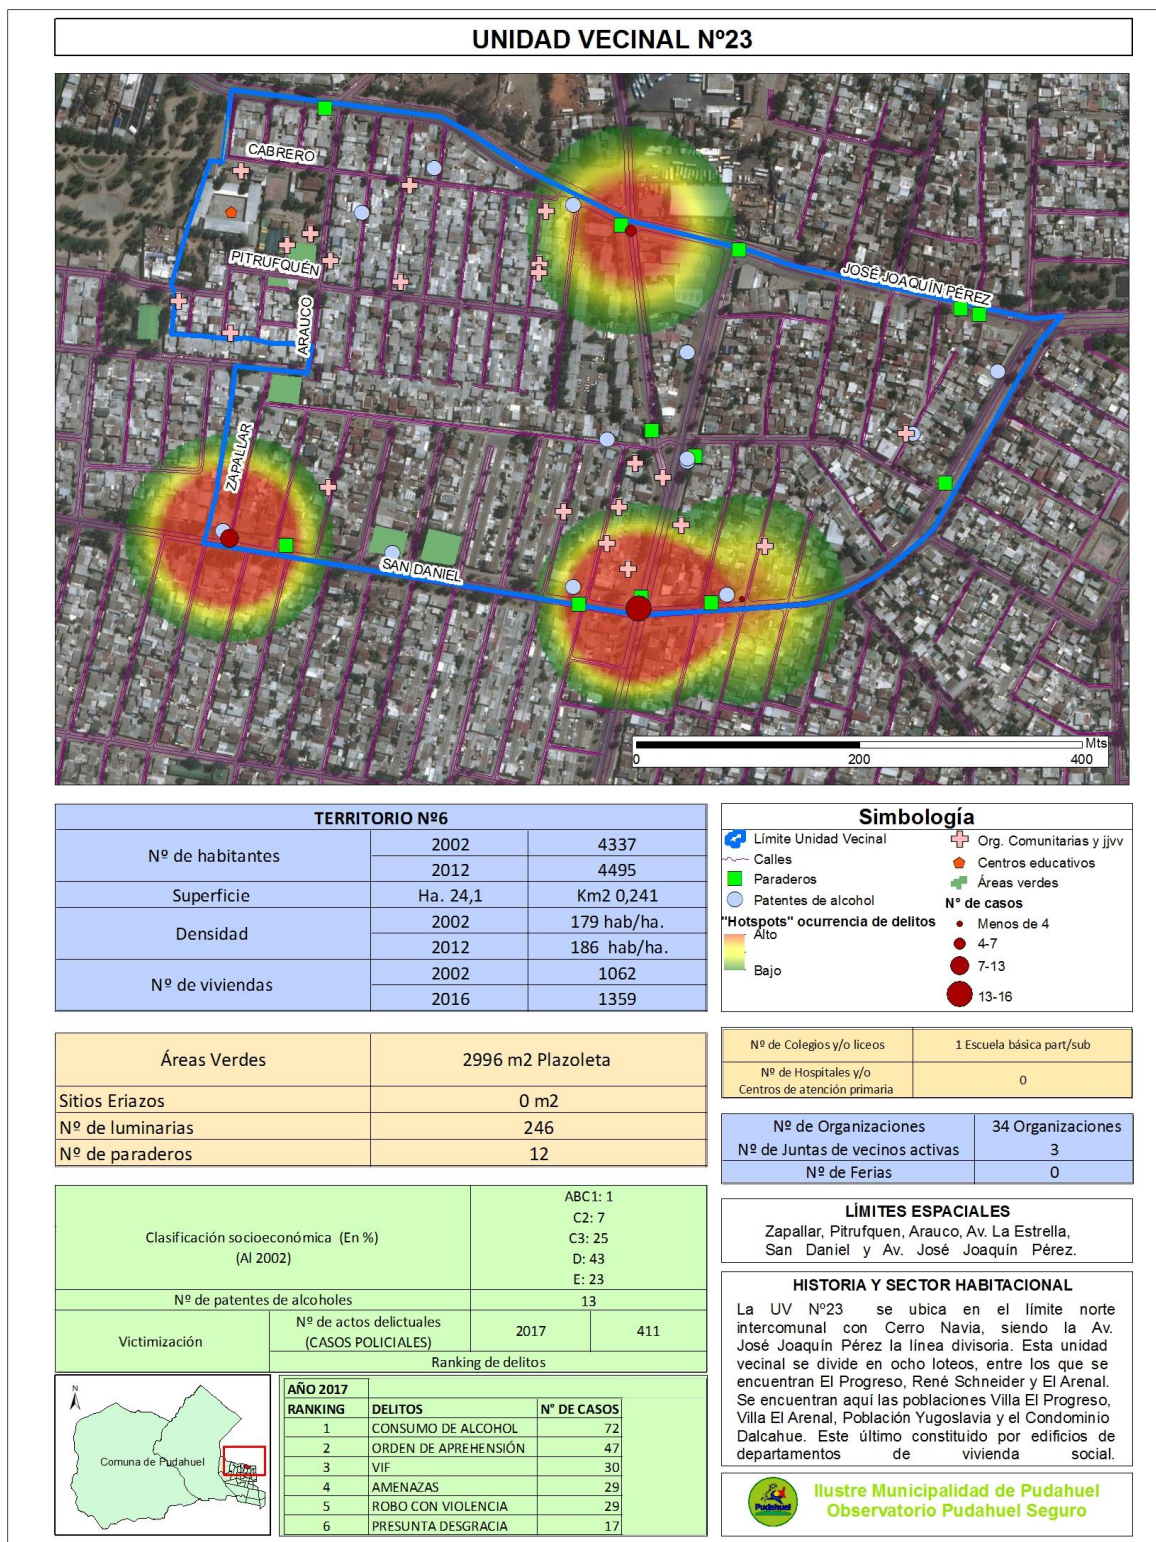 UNIDAD VECINAL Nº23
CABRERO
PITRUFQUÉN
ARAUCO
JOSÉ JOAQUÍN PÉREZ
ZAPALLAR
SAN DANIEL
Mts
0 200 400
TERRITORIO Nº6
Nº de habitantes 2002 4337
2012 4495
Superficie Ha. 24,1 Km2 0,241
Densidad 2002 179 hab/ha.
2012 186 hab/ha.
Nº de viviendas 2002 1062
2016 1359
Simbología
Límite Unidad Vecinal
Calles
Paraderos
Patentes de alcohol
"Hotspots" ocurrencia de delitos
Alto
Bajo
Org. Comunitarias y jjvv
Centros educativos
Áreas verdes
N° de casos
Menos de 4
4-7
7-13
13-16
Áreas Verdes 2996 m2 Plazoleta
Sitios Eriazos 0 m2
Nº de luminarias 246
Nº de paraderos 12
Nº de Colegios y/o liceos 1 Escuela básica part/sub
Nº de Hospitales y/o
Centros de atención primaria 0
Nº de Organizaciones 34 Organizaciones
Nº de Juntas de vecinos activas 3
Nº de Ferias 0
Clasificación socioeconómica (En %)
(Al 2002)
ABC1: 1
C2: 7
C3: 25
D: 43
E: 23
Nº de patentes de alcoholes 13
Victimización
Nº de actos delictuales
(CASOS POLICIALES)
2017 411
Ranking de delitos
LÍMITES ESPACIALES
Zapallar, Pitrufquen, Arauco, Av. La Estrella,
San Daniel y Av. José Joaquín Pérez.
HISTORIA Y SECTOR HABITACIONAL
La UV Nº23 se ubica en el límite norte
intercomunal con Cerro Navia, siendo la Av.
José Joaquín Pérez la línea divisoria. Esta unidad
vecinal se divide en ocho loteos, entre los que se
encuentran El Progreso, René Schneider y El Arenal.
Se encuentran aquí las poblaciones Villa El Progreso,
Villa El Arenal, Población Yugoslavia y el Condominio
Dalcahue. Este último constituido por edificios de
departamentos de vivienda social.
N
Comuna de Pudahuel
AÑO 2017
RANKING DELITOS N° DE CASOS
1 CONSUMO DE ALCOHOL 72
2 ORDEN DE APREHENSIÓN 47
3 VIF 30
4 AMENAZAS 29
5 ROBO CON VIOLENCIA 29
6 PRESUNTA DESGRACIA 17
Pudahuel
Ilustre Municipalidad de Pudahuel
Observatorio Pudahuel Seguro